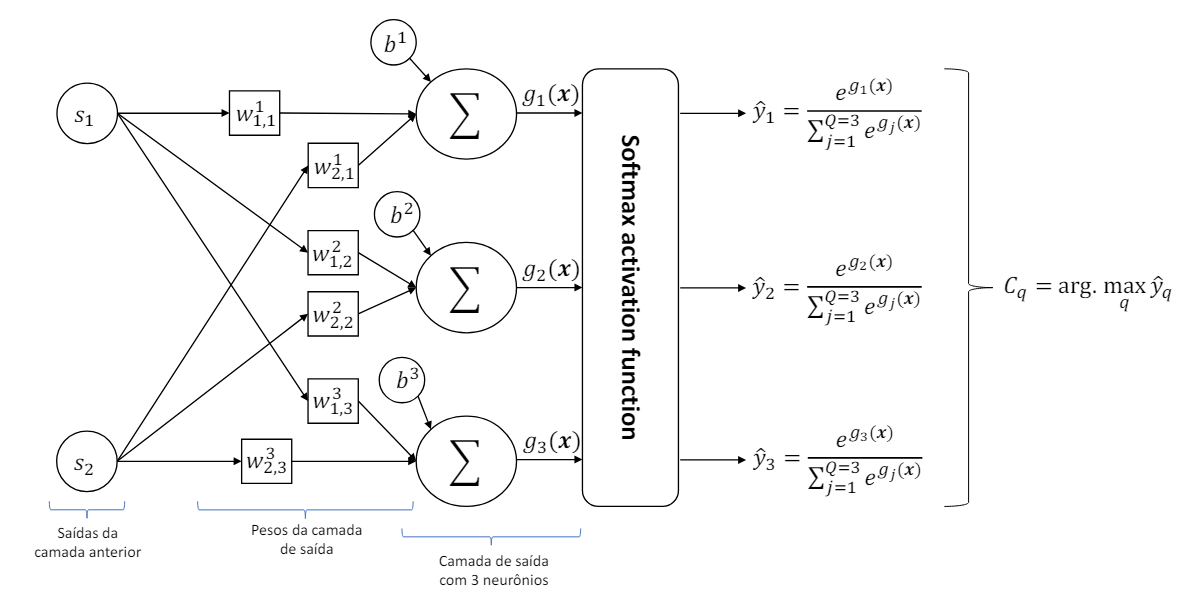 b¹
s₁
w¹₁,₁
∑
g₁(x)
ŷ₁ = e^{g₁(x)} / ∑_{j=1}^{Q=3} e^{g_j(x)}
w¹₂,₁
b²
w²₁,₂
∑
g₂(x)
Softmax activation function
ŷ₂ = e^{g₂(x)} / ∑_{j=1}^{Q=3} e^{g_j(x)}
C_q = arg. max_q ŷ_q
w²₂,₂
b³
w³₁,₃
s₂
w³₂,₃
∑
g₃(x)
ŷ₃ = e^{g₃(x)} / ∑_{j=1}^{Q=3} e^{g_j(x)}
Saídas da
camada anterior
Pesos da camada
de saída
Camada de saída
com 3 neurônios